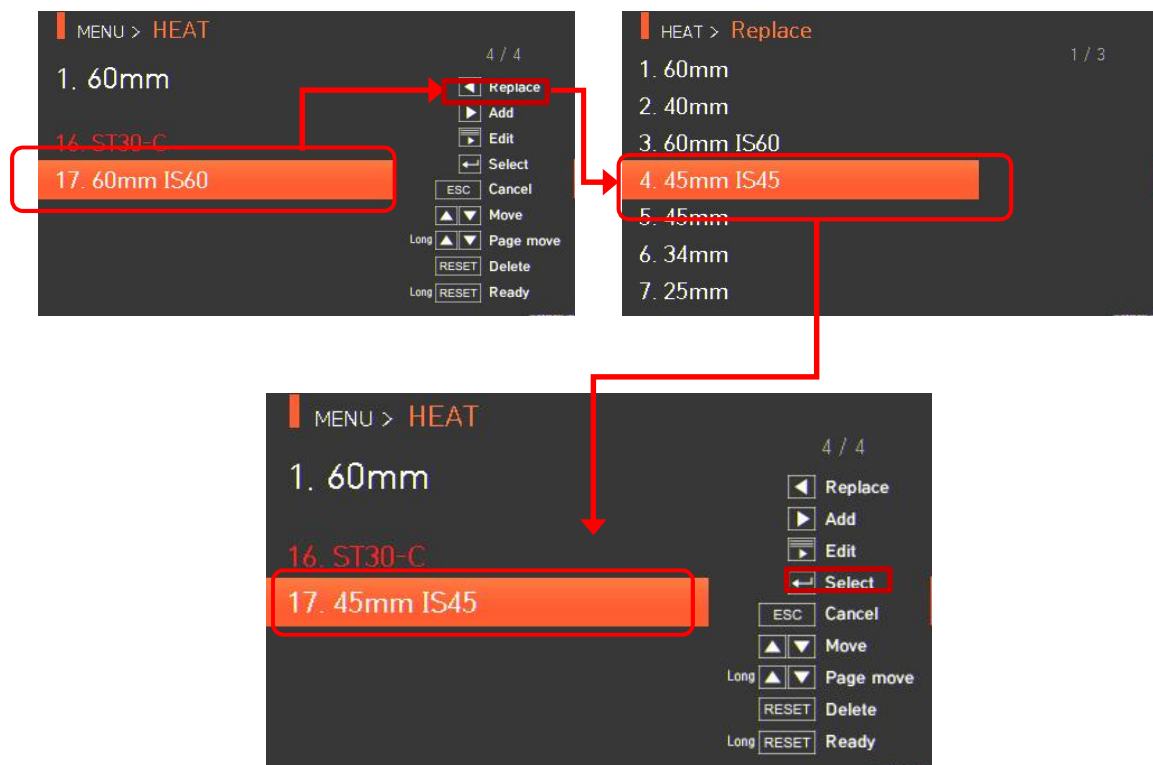 MENU > HEAT
4 / 4
1. 60mm
Replace
Add
16. ST30-C
Edit
Select
17. 60mm IS60
ESC Cancel
Move
Long Page move
RESET Delete
Long RESET Ready
HEAT > Replace
1 / 3
1. 60mm
2. 40mm
3. 60mm IS60
4. 45mm IS45
5. 45mm
6. 34mm
7. 25mm
MENU > HEAT
4 / 4
1. 60mm
Replace
Add
16. ST30-C
Edit
Select
17. 45mm IS45
ESC Cancel
Move
Long Page move
RESET Delete
Long RESET Ready